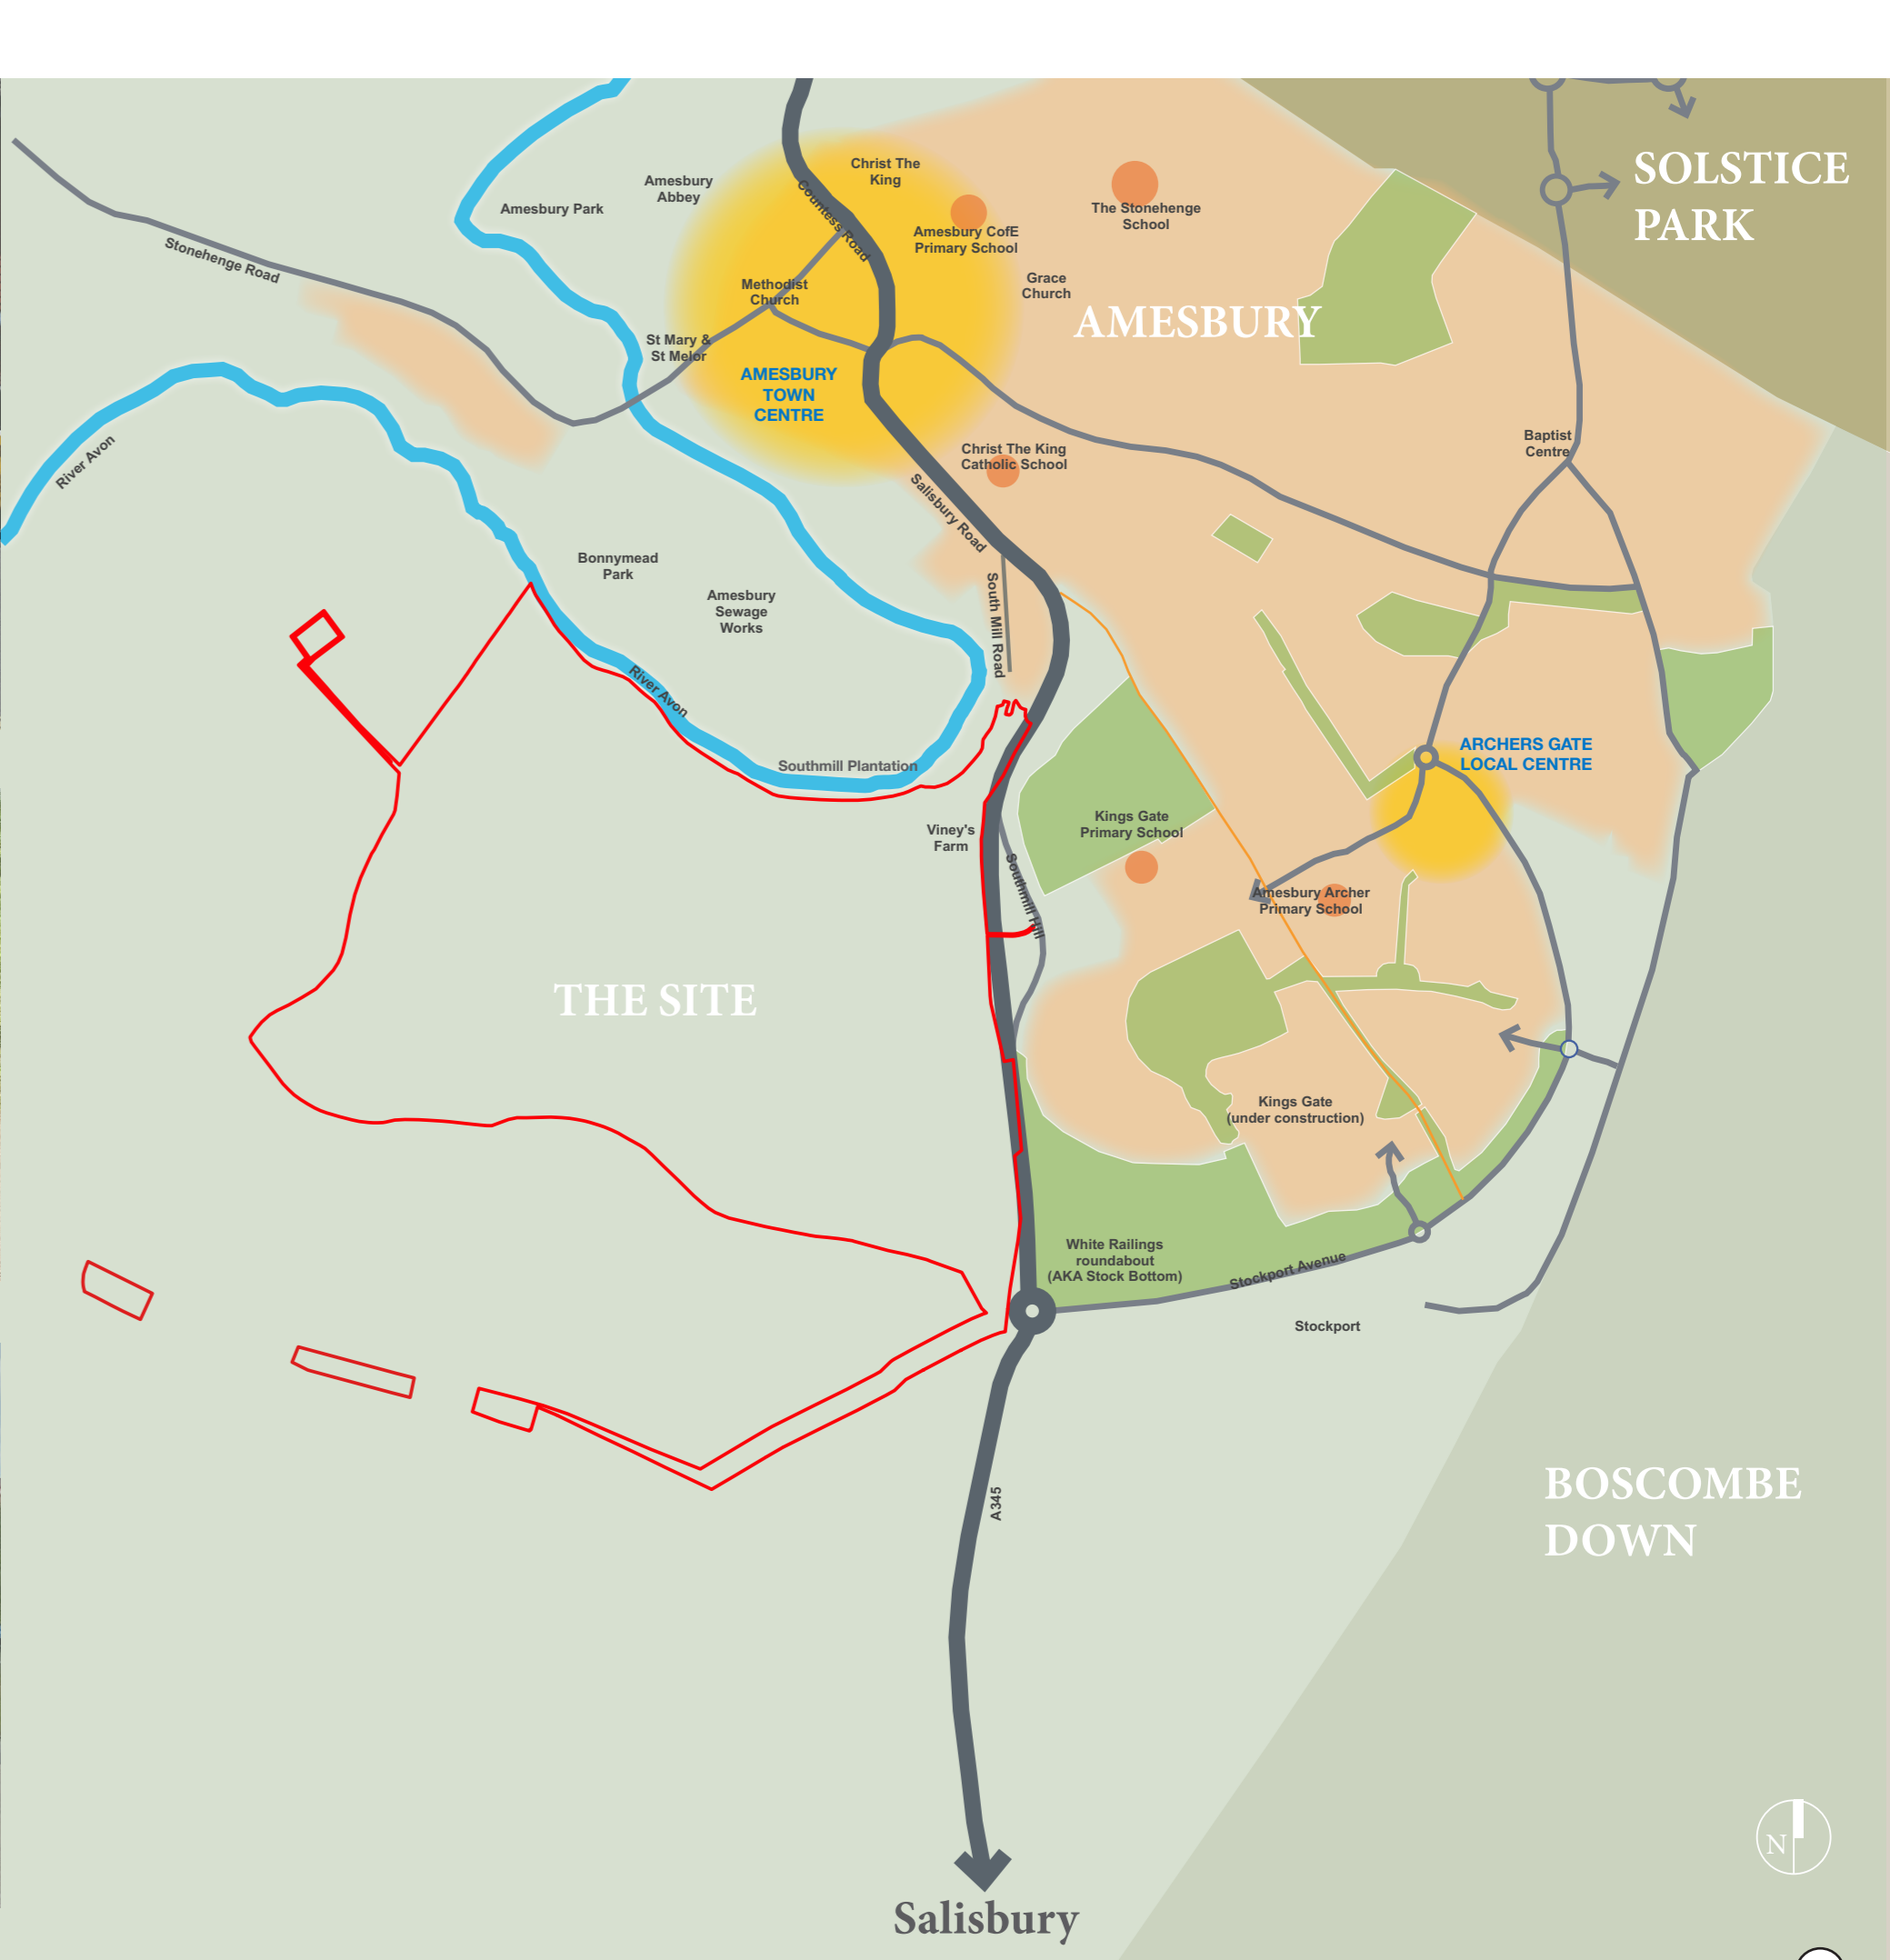 SOLSTICE
PARK
Christ The
King
Amesbury
Abbey
Amesbury Park
Countess Road
The Stonehenge
School
Amesbury CofE
Primary School
Stonehenge Road
Grace
Church
Methodist
Church
AMESBURY
St Mary &
St Melor
AMESBURY
TOWN
CENTRE
River Avon
Christ The King
Catholic School
Baptist
Centre
Salisbury Road
Bonnymead
Park
Amesbury
Sewage
Works
South Mill Road
River Avon
ARCHERS GATE
LOCAL CENTRE
Southmill Plantation
Viney's
Farm
Kings Gate
Primary School
Southmill Hill
Amesbury Archer
Primary School
THE SITE
Kings Gate
(under construction)
White Railings
roundabout
(AKA Stock Bottom)
Stockport Avenue
Stockport
A345
BOSCOMBE
DOWN
N
Salisbury